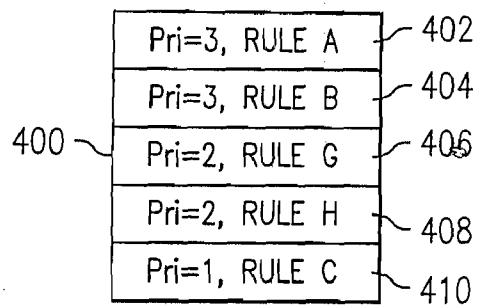 Pri=3, RULE A 402
Pri=3, RULE B 404
400 Pri=2, RULE G 406
Pri=2, RULE H 408
Pri=1, RULE C 410